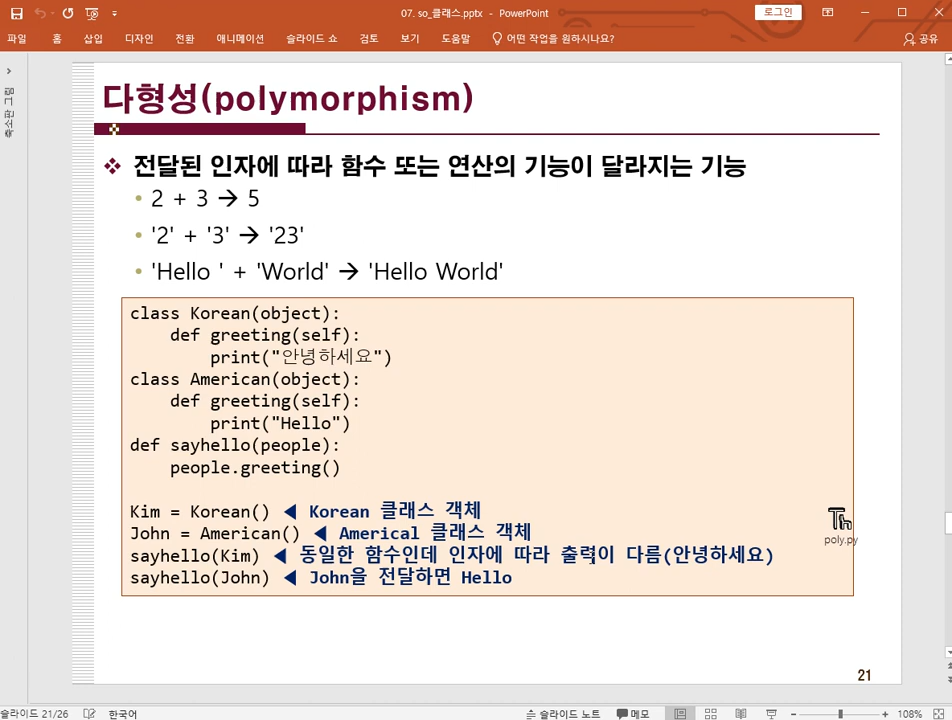 07. so_클래스.pptx - PowerPoint
로그인
파일 홈 삽입 디자인 전환 애니메이션 슬라이드 쇼 검토 보기 도움말 어떤 작업을 원하시나요? 공유
축소판 그림
다형성(polymorphism)
❖ 전달된 인자에 따라 함수 또는 연산의 기능이 달라지는 기능
• 2 + 3 → 5
• '2' + '3' → '23'
• 'Hello ' + 'World' → 'Hello World'
class Korean(object):
    def greeting(self):
        print("안녕하세요")
class American(object):
    def greeting(self):
        print("Hello")
def sayhello(people):
    people.greeting()
Kim = Korean() ◀ Korean 클래스 객체
John = American() ◀ Americal 클래스 객체
sayhello(Kim) ◀ 동일한 함수인데 인자에 따라 출력이 다름(안녕하세요)
sayhello(John) ◀ John을 전달하면 Hello
Th
poly.py
21
슬라이드 21/26 한국어 슬라이드 노트 메모 108%